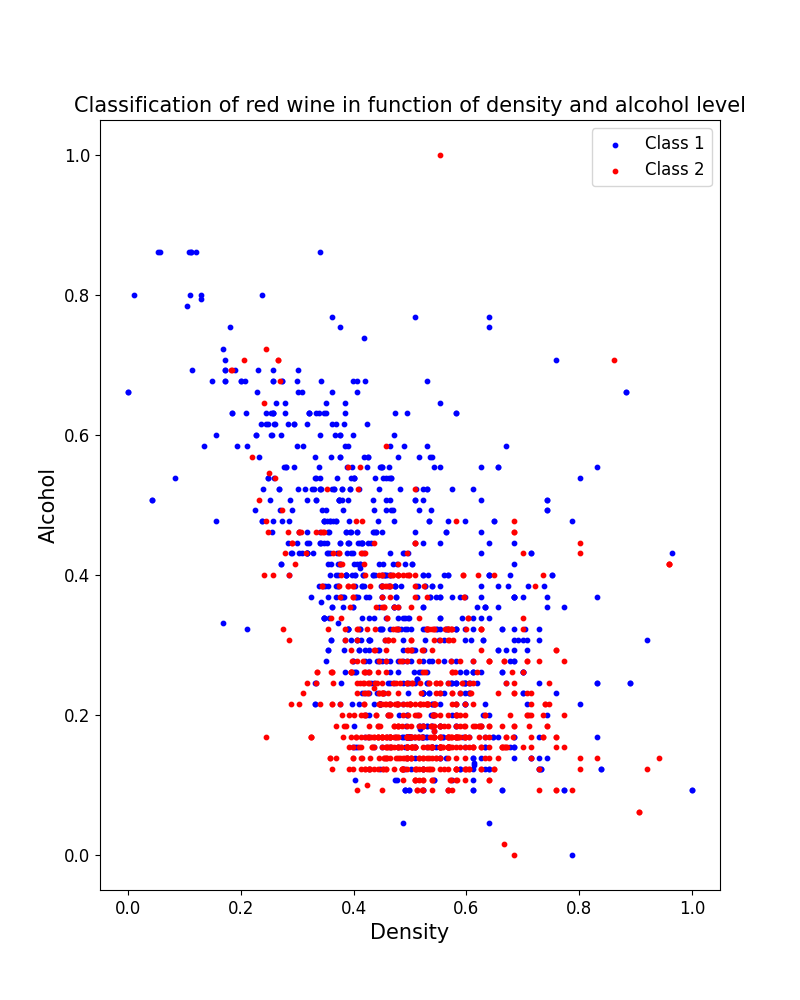 Classification of red wine in function of density and alcohol level
Class 1
Class 2
1.0
0.8
0.6
0.4
0.2
0.0
Alcohol
0.0 0.2 0.4 0.6 0.8 1.0
Density